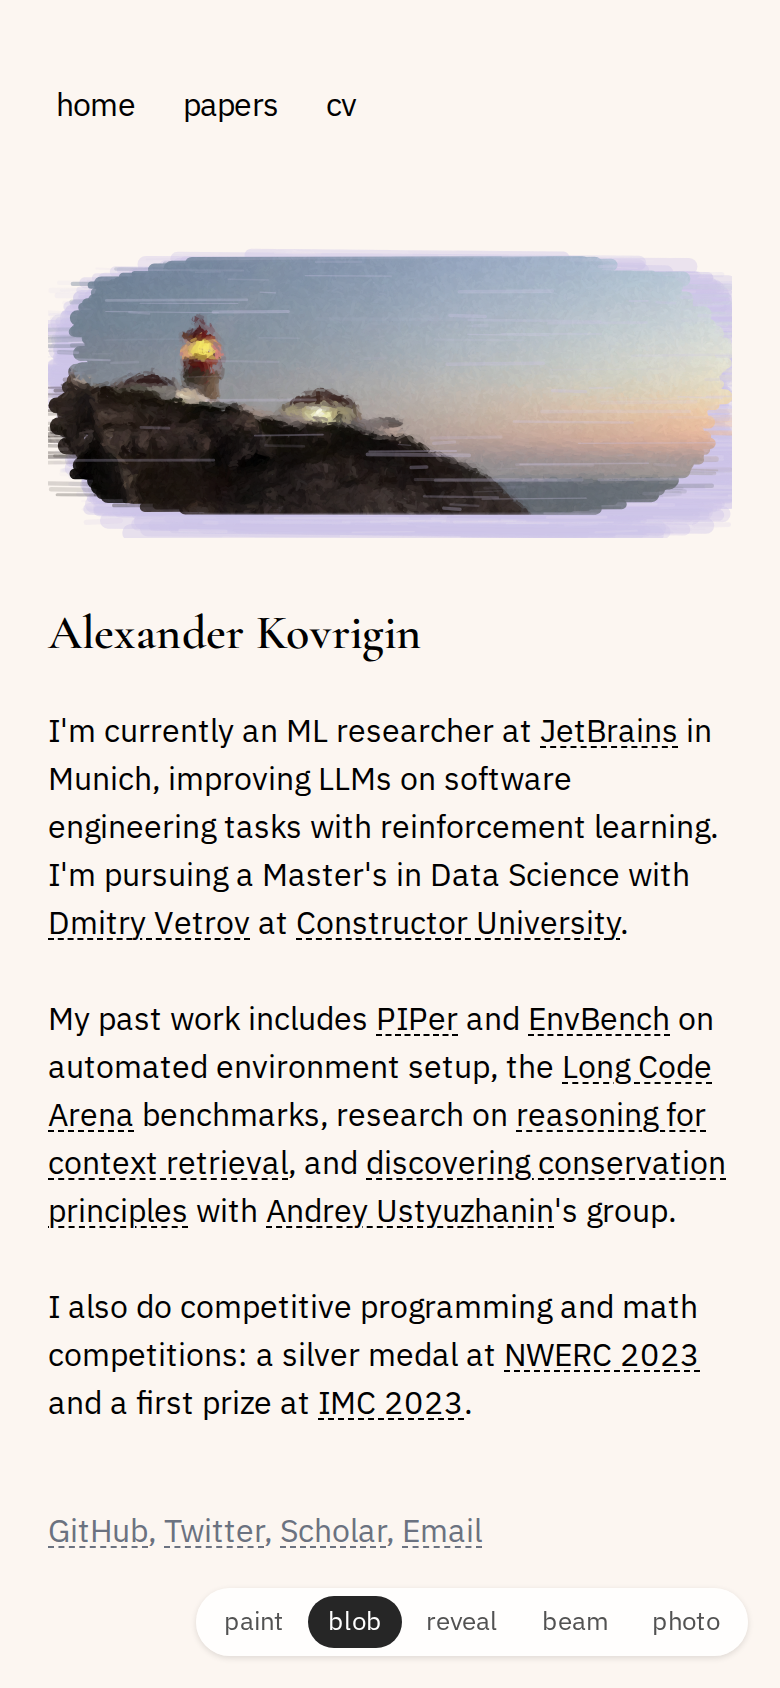 home papers cv
Alexander Kovrigin
I'm currently an ML researcher at JetBrains in
Munich, improving LLMs on software
engineering tasks with reinforcement learning.
I'm pursuing a Master's in Data Science with
Dmitry Vetrov at Constructor University.
My past work includes PIPer and EnvBench on
automated environment setup, the Long Code
Arena benchmarks, research on reasoning for
context retrieval, and discovering conservation
principles with Andrey Ustyuzhanin's group.
I also do competitive programming and math
competitions: a silver medal at NWERC 2023
and a first prize at IMC 2023.
GitHub, Twitter, Scholar, Email
paint blob reveal beam photo